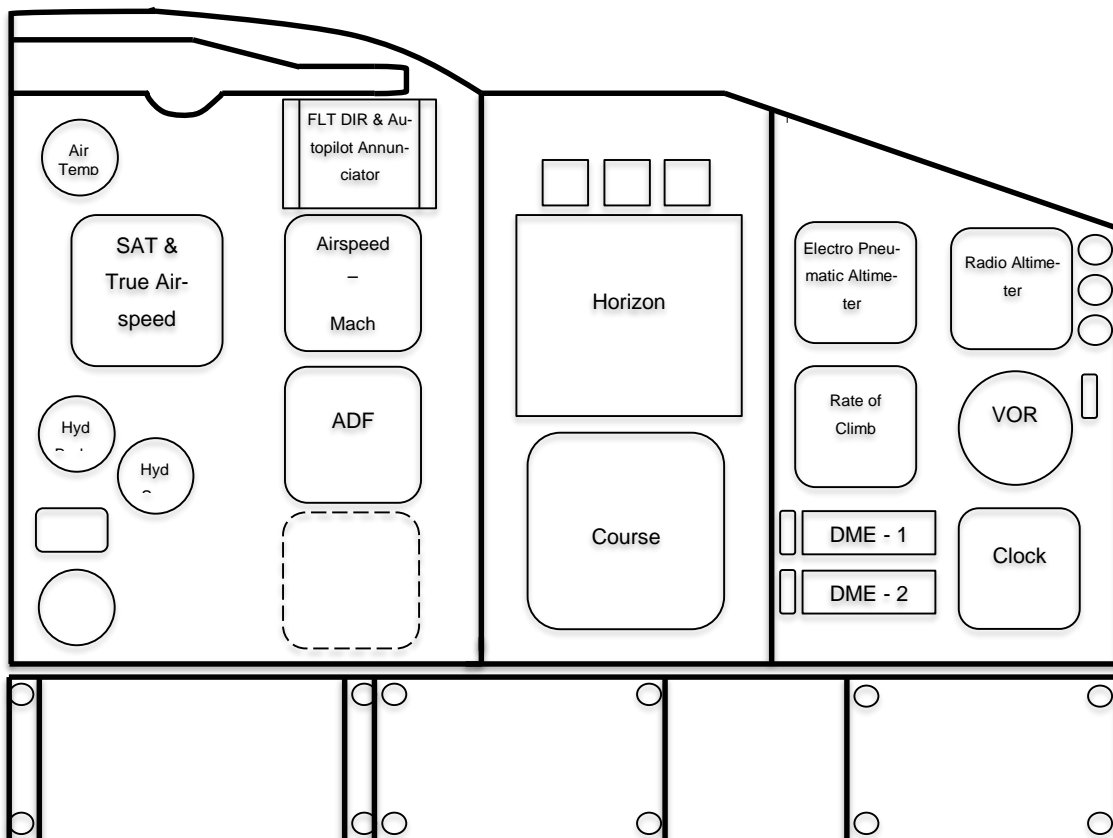 FLT DIR & Au-
topilot Annun-
ciator
Air
Temp
SAT &
True Air-
speed
Airspeed
–
Mach
Hyd
Hyd
ADF
Horizon
Course
Electro Pneu-
matic Altime-
ter
Radio Altime-
ter
Rate of
Climb
VOR
DME - 1
DME - 2
Clock